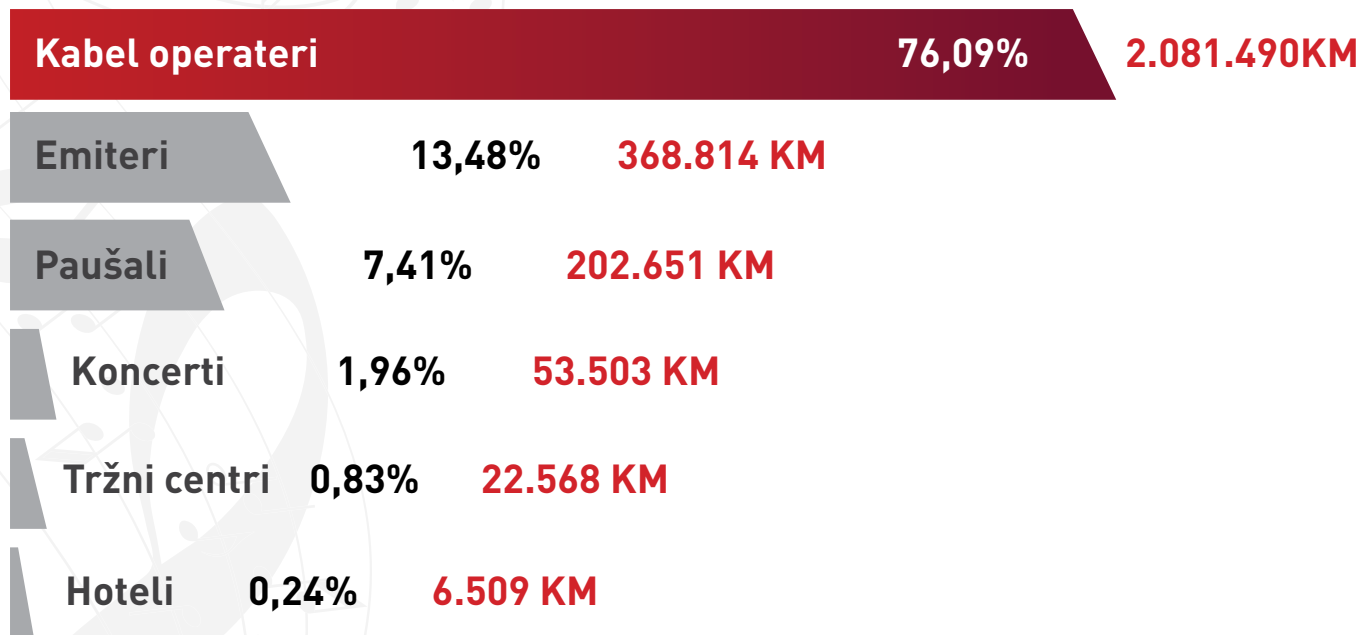 Kabel operateri 76,09% 2.081.490KM
Emiteri 13,48% 368.814 KM
Paušali 7,41% 202.651 KM
Koncerti 1,96% 53.503 KM
Tržni centri 0,83% 22.568 KM
Hoteli 0,24% 6.509 KM